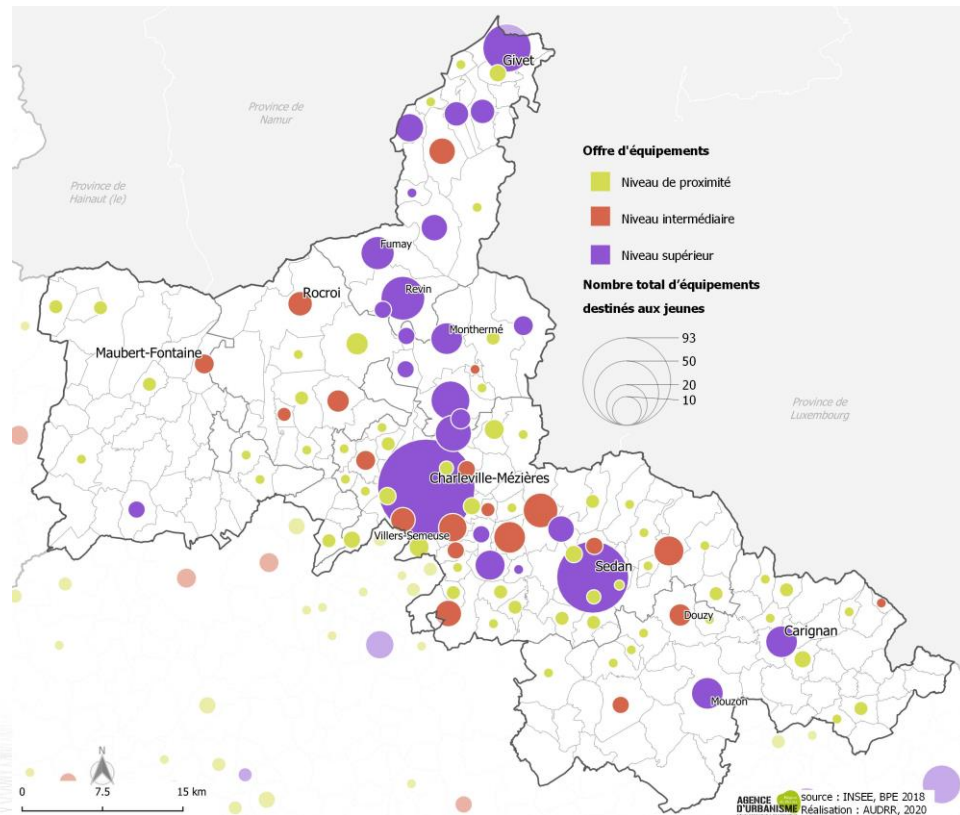 Givet
Province de
Namur
Offre d'équipements
Niveau de proximité
Province de
Hainaut (le)
Niveau intermédiaire
Niveau supérieur
Fumay
Nombre total d'équipements
destinés aux jeunes
Revin
Rocroi
Monthermé
93
50
20
10
Maubert-Fontaine
Province de
Luxembourg
Charleville-Mézières
Villers-Semeuse
Sedan
Douzy
Carignan
Mouzon
N
0
7.5
15 km
AGENCE
D'URBANISME
source : INSEE, BPE 2018
Réalisation : AUDRR, 2020